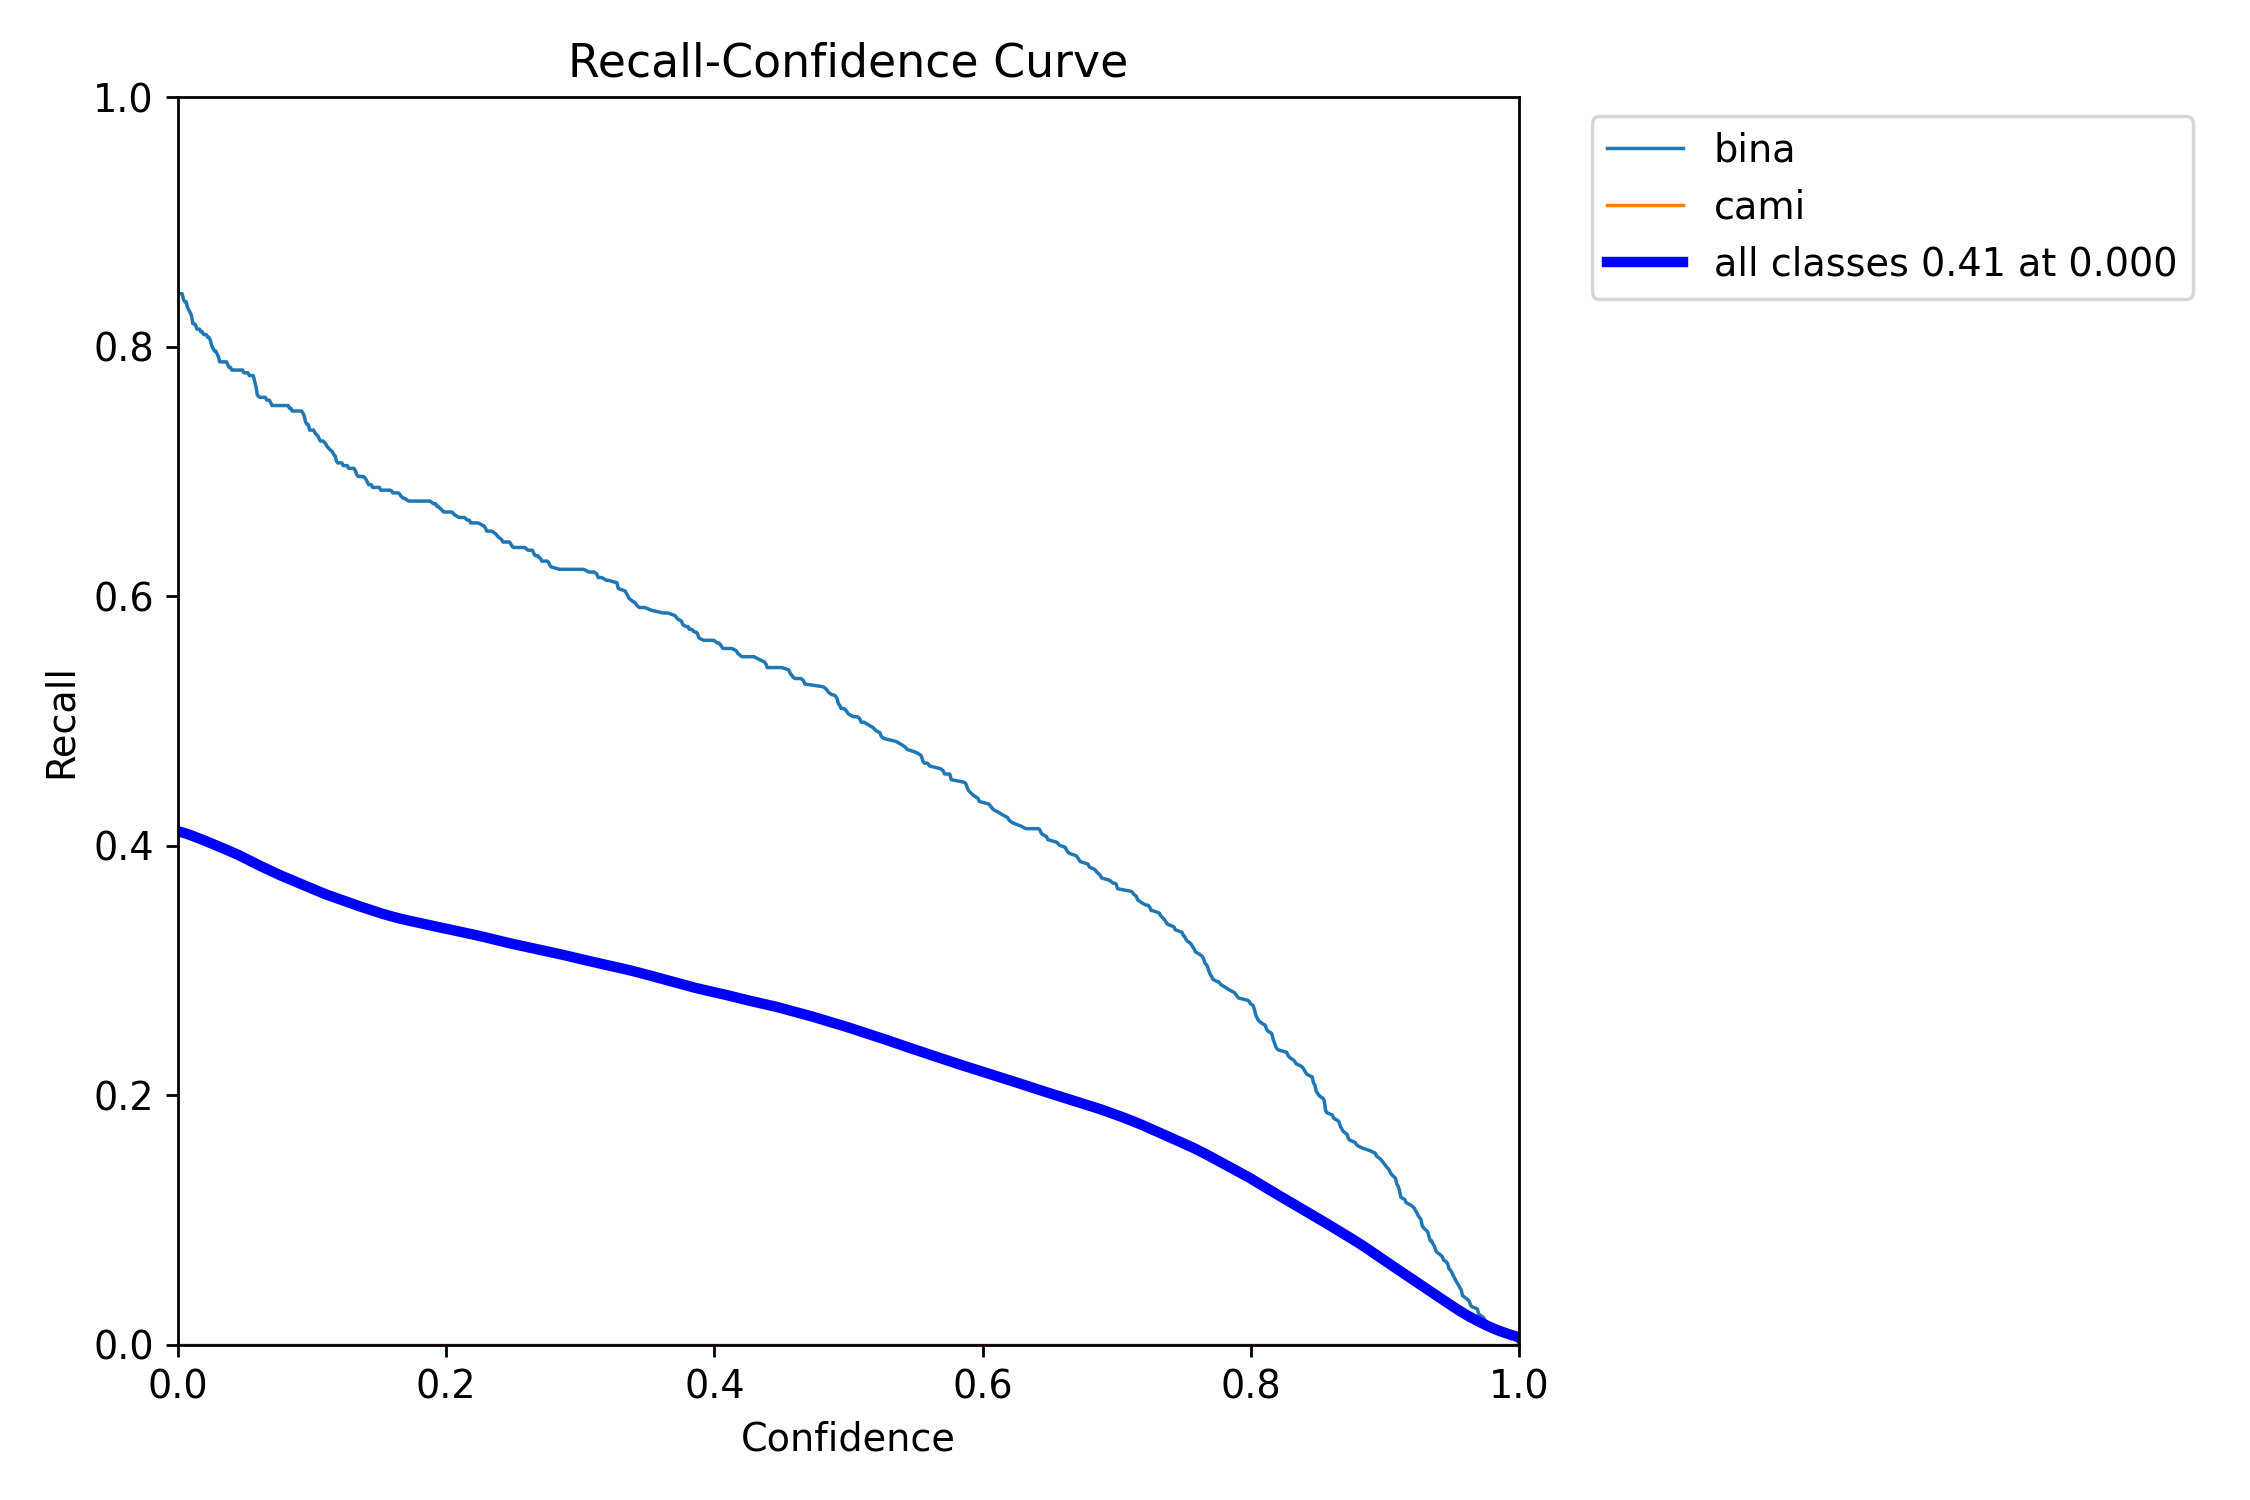 Recall-Confidence Curve
1.0
0.8
0.6
0.4
0.2
0.0
Recall
0.0 0.2 0.4 0.6 0.8 1.0
Confidence
bina
cami
all classes 0.41 at 0.000